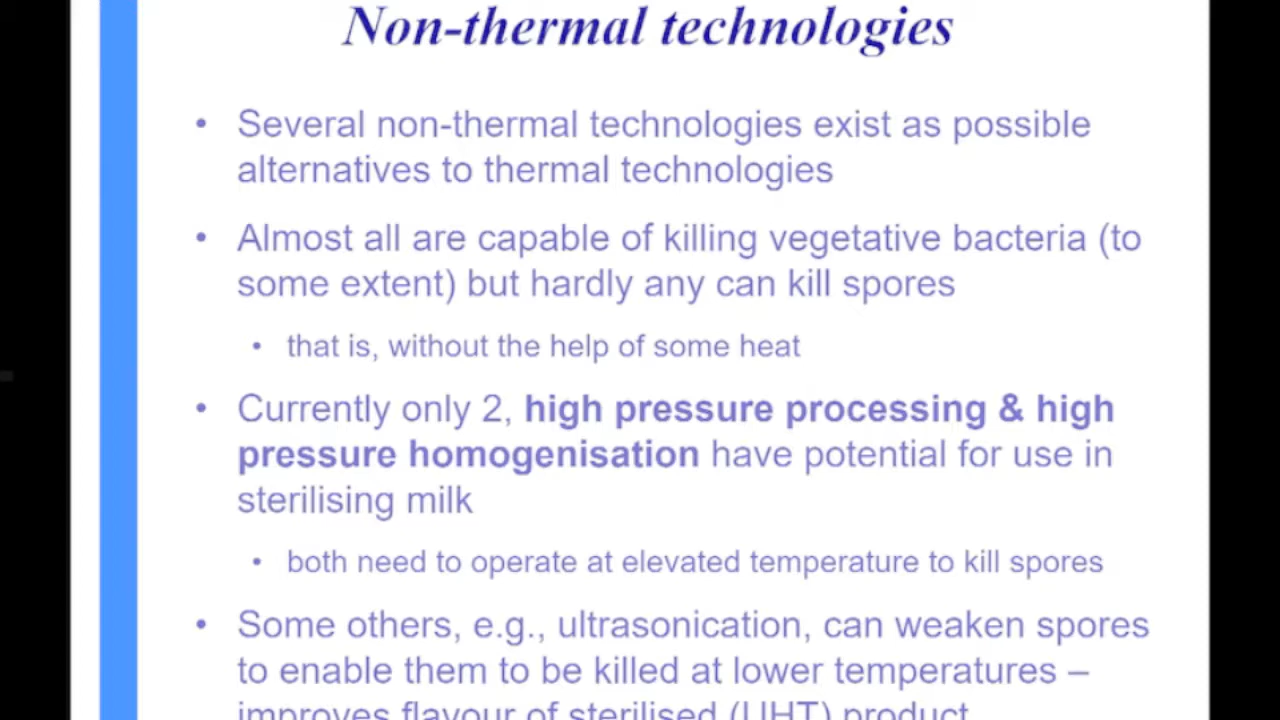 Non-thermal technologies
• Several non-thermal technologies exist as possible
alternatives to thermal technologies
• Almost all are capable of killing vegetative bacteria (to
some extent) but hardly any can kill spores
• that is, without the help of some heat
• Currently only 2, high pressure processing & high
pressure homogenisation have potential for use in
sterilising milk
• both need to operate at elevated temperature to kill spores
• Some others, e.g., ultrasonication, can weaken spores
to enable them to be killed at lower temperatures –
improves flavour of sterilised (UHT) product